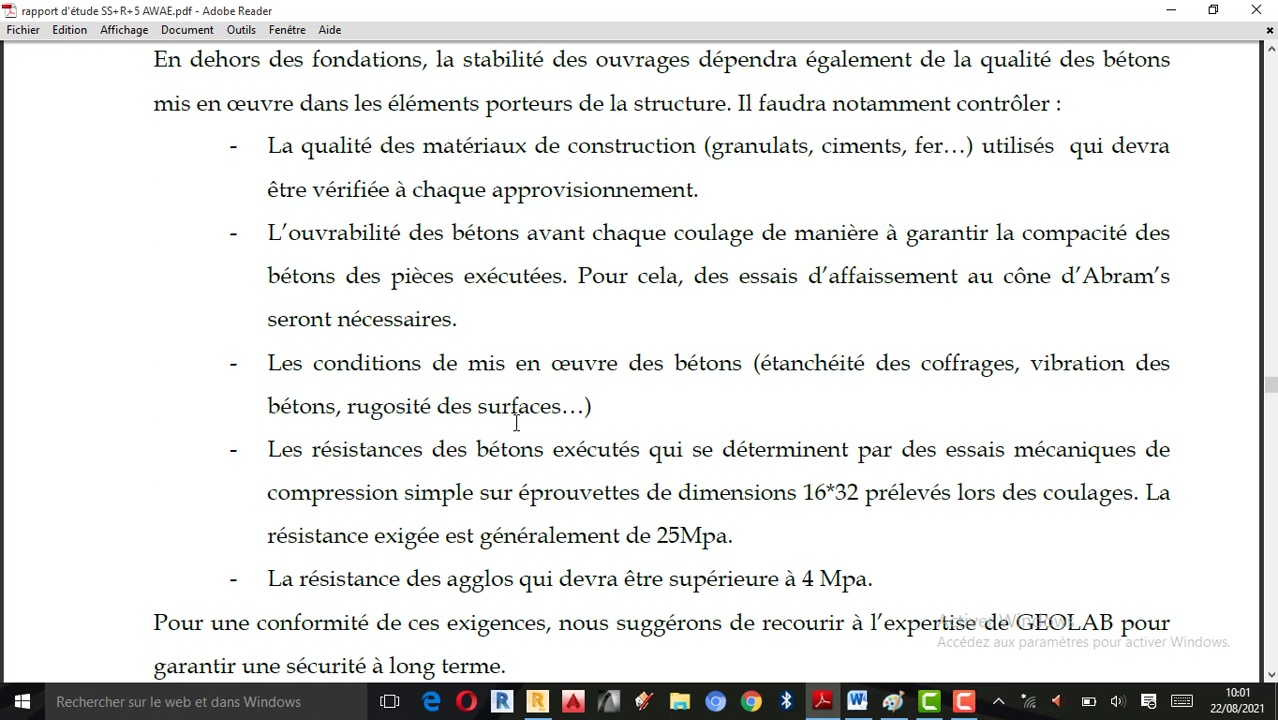 rapport d'étude SS+R+5 AWAE.pdf - Adobe Reader
Fichier Edition Affichage Document Outils Fenêtre Aide
En dehors des fondations, la stabilité des ouvrages dépendra également de la qualité des bétons
mis en œuvre dans les éléments porteurs de la structure. Il faudra notamment contrôler :
- La qualité des matériaux de construction (granulats, ciments, fer…) utilisés qui devra
être vérifiée à chaque approvisionnement.
- L'ouvrabilité des bétons avant chaque coulage de manière à garantir la compacité des
bétons des pièces exécutées. Pour cela, des essais d'affaissement au cône d'Abram's
seront nécessaires.
- Les conditions de mis en œuvre des bétons (étanchéité des coffrages, vibration des
bétons, rugosité des surfaces…)
- Les résistances des bétons exécutés qui se déterminent par des essais mécaniques de
compression simple sur éprouvettes de dimensions 16*32 prélevés lors des coulages. La
résistance exigée est généralement de 25Mpa.
- La résistance des agglos qui devra être supérieure à 4 Mpa.
Pour une conformité de ces exigences, nous suggérons de recourir à l'expertise de GEOLAB pour
garantir une sécurité à long terme.
Activer Windows
Accédez aux paramètres pour activer Windows.
Rechercher sur le web et dans Windows
10:01
22/08/2021